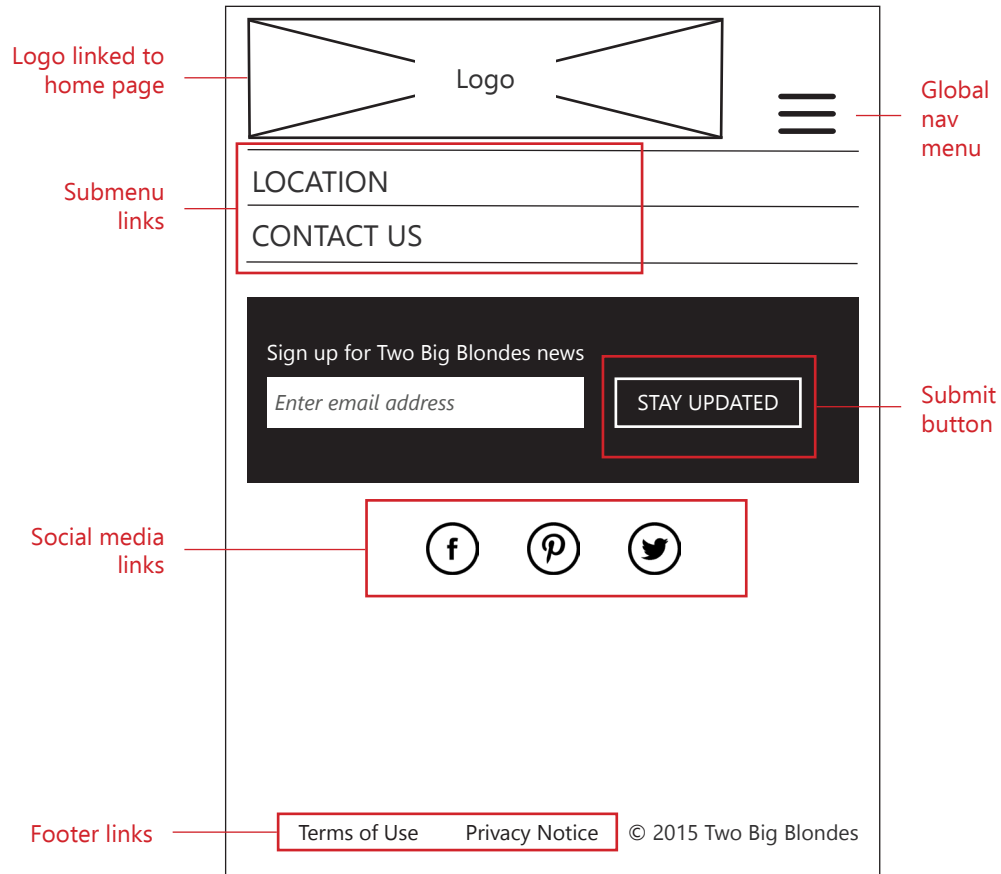 Logo linked to
home page
Logo
Global
nav
menu
Submenu
links
LOCATION
CONTACT US
Sign up for Two Big Blondes news
Enter email address
STAY UPDATED
Submit
button
Social media
links
Footer links
Terms of Use
Privacy Notice
© 2015 Two Big Blondes